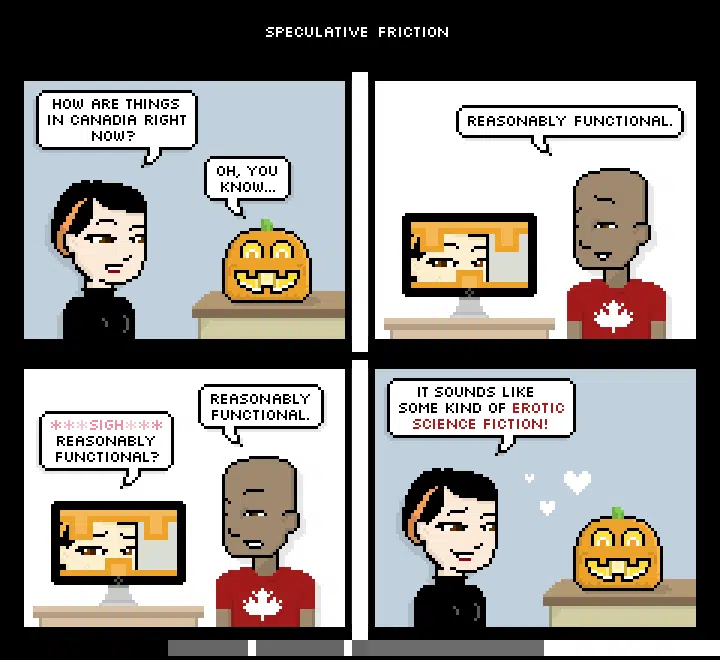 SPECULATIVE FRICTION
HOW ARE THINGS
IN CANADIA RIGHT
NOW?
OH, YOU
KNOW...
REASONABLY FUNCTIONAL.
***SIGH***
REASONABLY
FUNCTIONAL?
REASONABLY
FUNCTIONAL.
IT SOUNDS LIKE
SOME KIND OF EROTIC
SCIENCE FICTION!